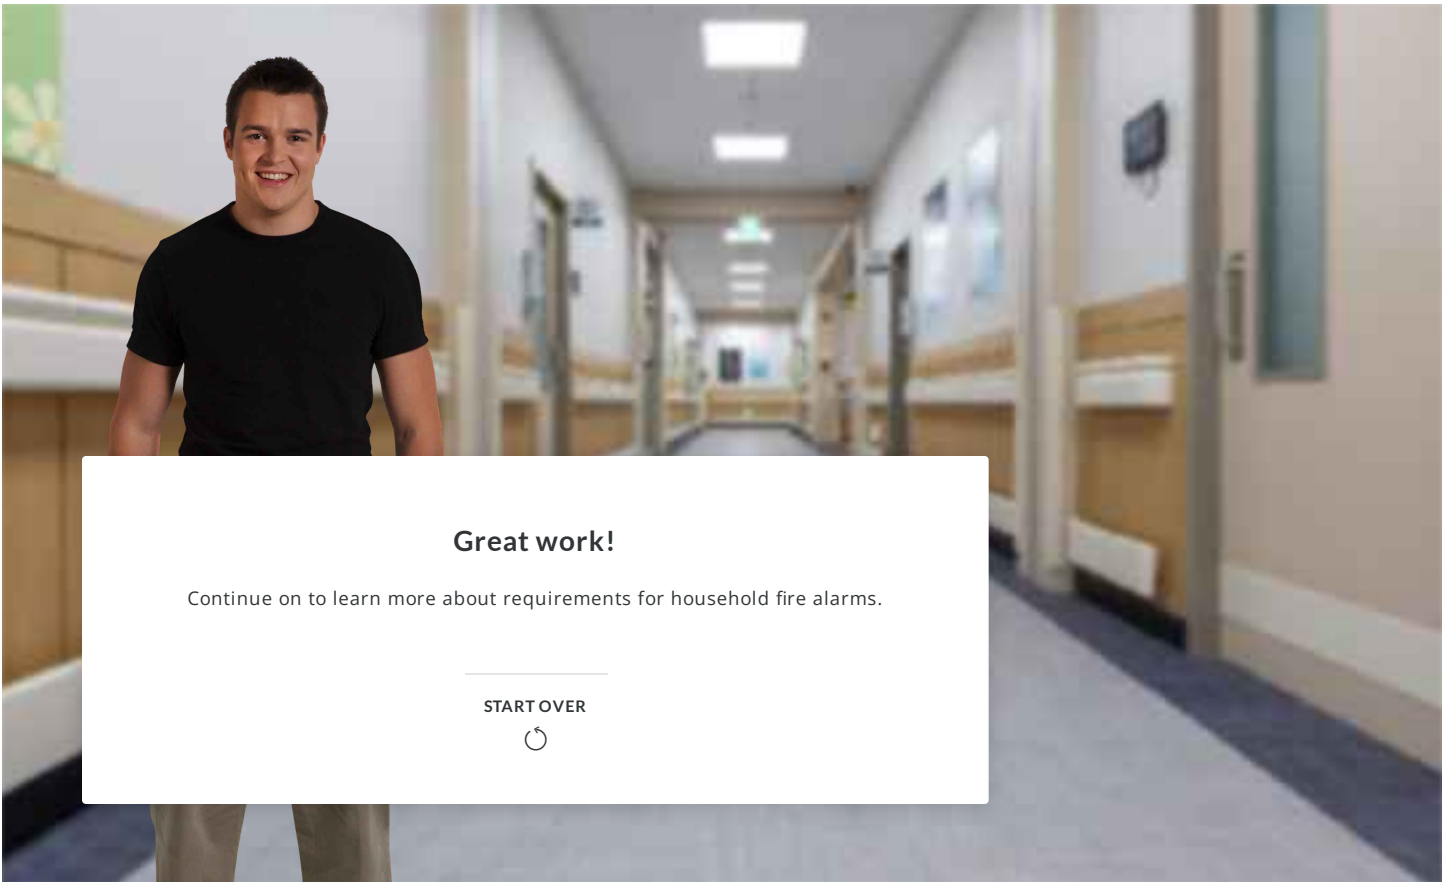 Great work!
Continue on to learn more about requirements for household fire alarms.
START OVER